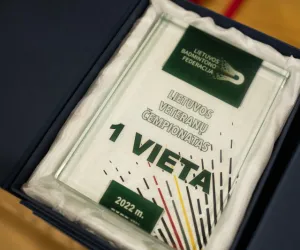 LIETUVOS
BADMINTONO
FEDERACIJA
LIETUVOS
VETERANŲ
ČEMPIONATAS
1 VIETA
2022 m.